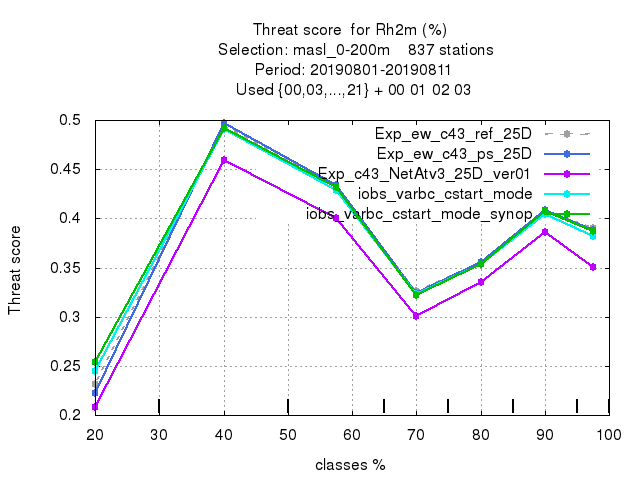 Threat score for Rh2m (%)
Selection: masl_0-200m 837 stations
Period: 20190801-20190811
Used {00,03,...,21} + 00 01 02 03
Exp_ew_c43_ref_25D
Exp_ew_c43_ps_25D
Exp_c43_NetAtv3_25D_ver01
iobs_varbc_cstart_mode
iobs_varbc_cstart_mode_synop
0.5
0.45
0.4
0.35
0.3
0.25
0.2
Threat score
20 30 40 50 60 70 80 90 100
classes %